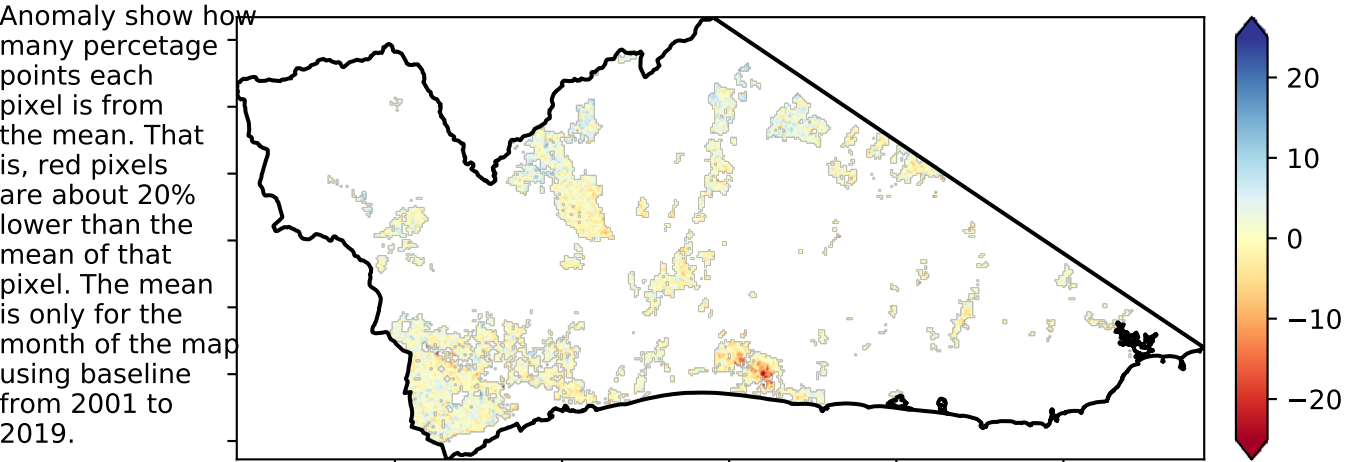 Anomaly show how
many percetage
points each
pixel is from
the mean. That
is, red pixels
are about 20%
lower than the
mean of that
pixel. The mean
is only for the
month of the map
using baseline
from 2001 to
2019.
20
10
0
−10
−20